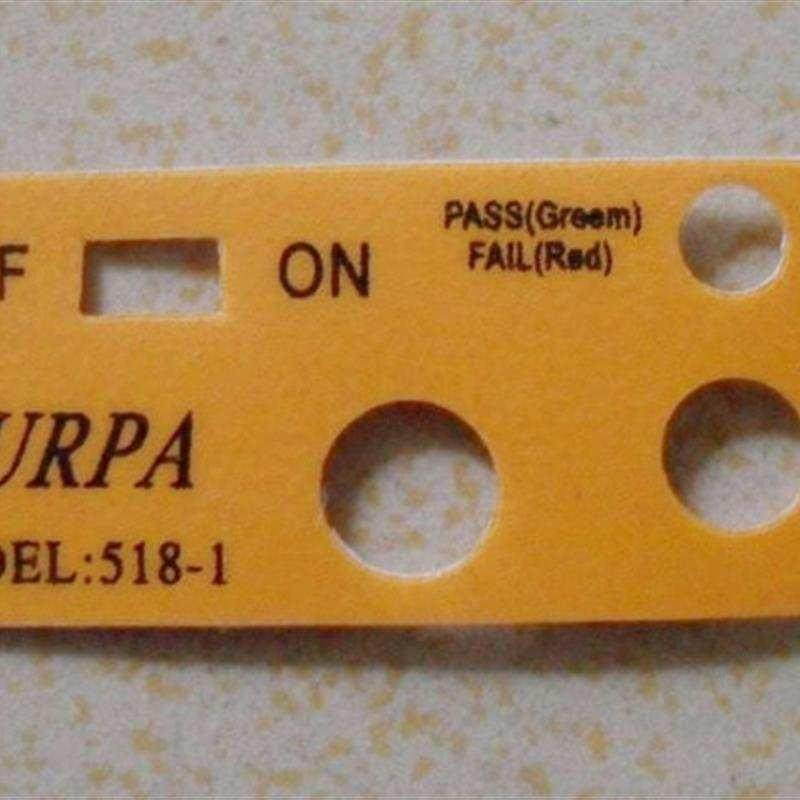 F ON
PASS(Greem)
FAIL(Red)
URPA
DEL:518-1